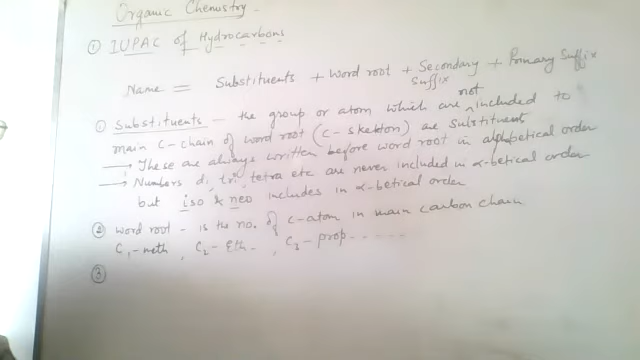 Organic Chemistry
① IUPAC of Hydrocarbons
Name = Substituents + Word root + Secondary suffix + Primary Suffix
① Substituents - the group or atom which are not included to
main C-chain of word root (C-skeleton) are substituent
→ These are always written before word root in alphabetical order
→ Numbers di, tri, tetra etc are never included in α-betical order
but iso & neo includes in α-betical order
② word root - is the no. of C-atom in main carbon chain
C₁-meth, C₂-Eth-, C₃-prop-----
③